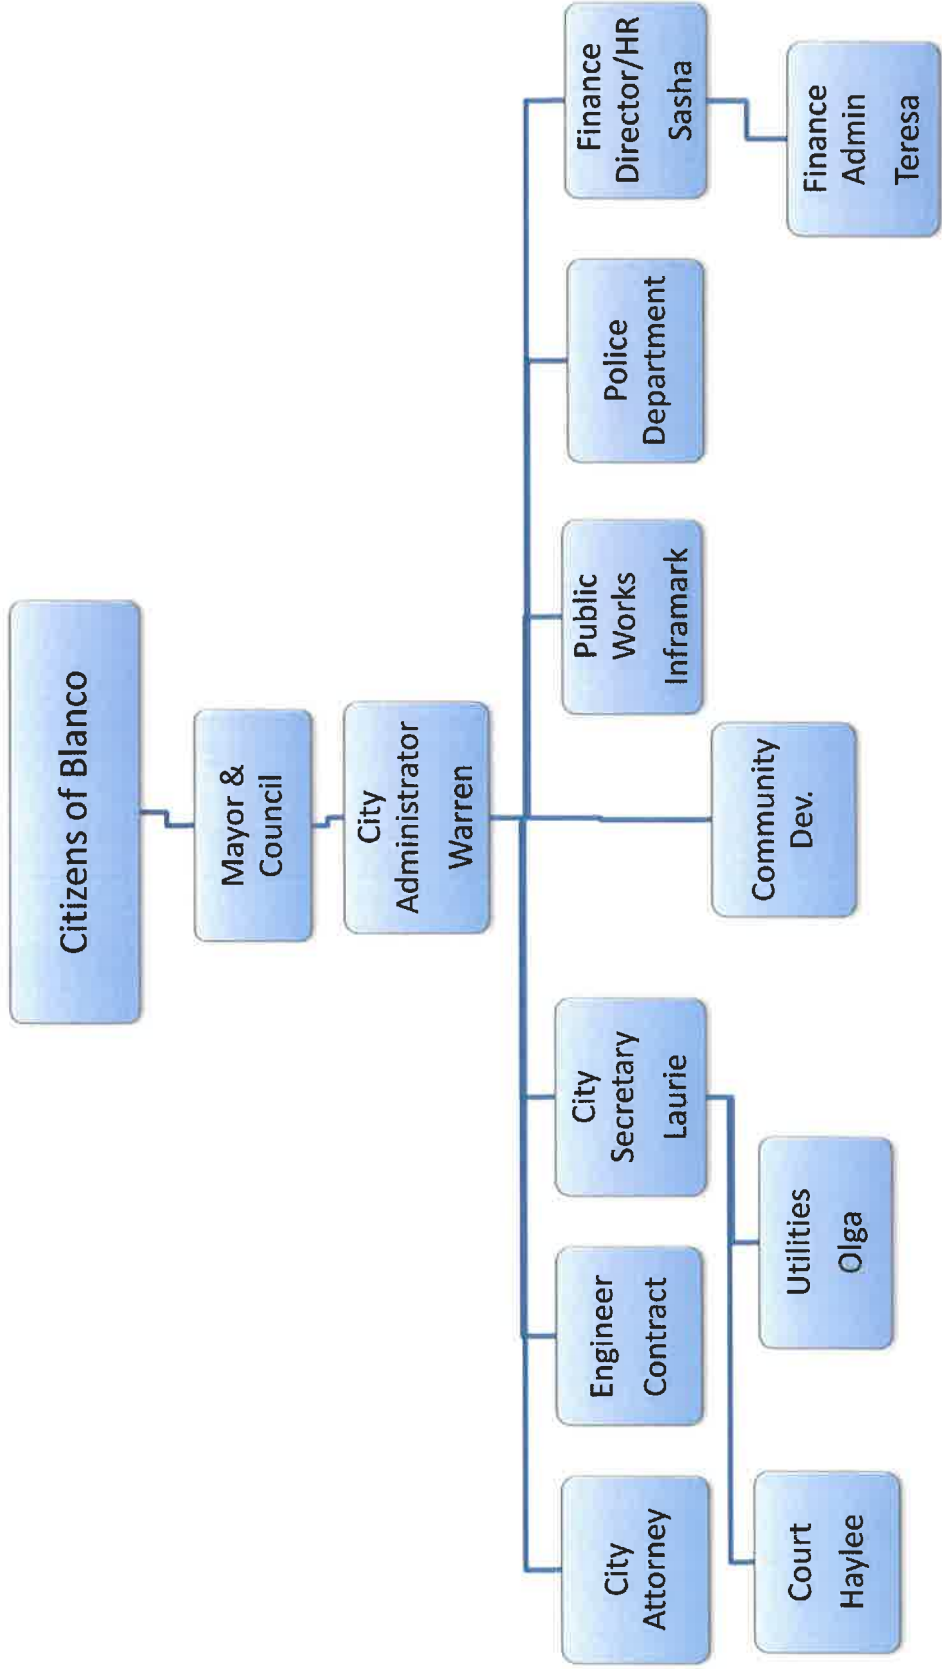 Citizens of Blanco
Mayor &
Council
City
Administrator
Warren
City
Attorney
Engineer
Contract
City
Secretary
Laurie
Community
Dev.
Public
Works
Inframark
Police
Department
Finance
Director/HR
Sasha
Court
Haylee
Utilities
Olga
Finance
Admin
Teresa